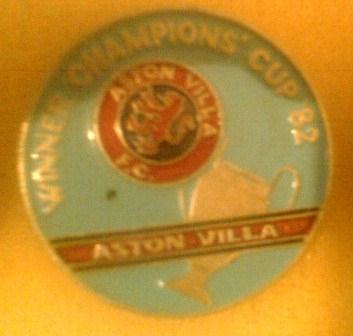 WINNER CHAMPIONS' CUP '82
ASTON VILLA
F.C.
ASTON VILLA